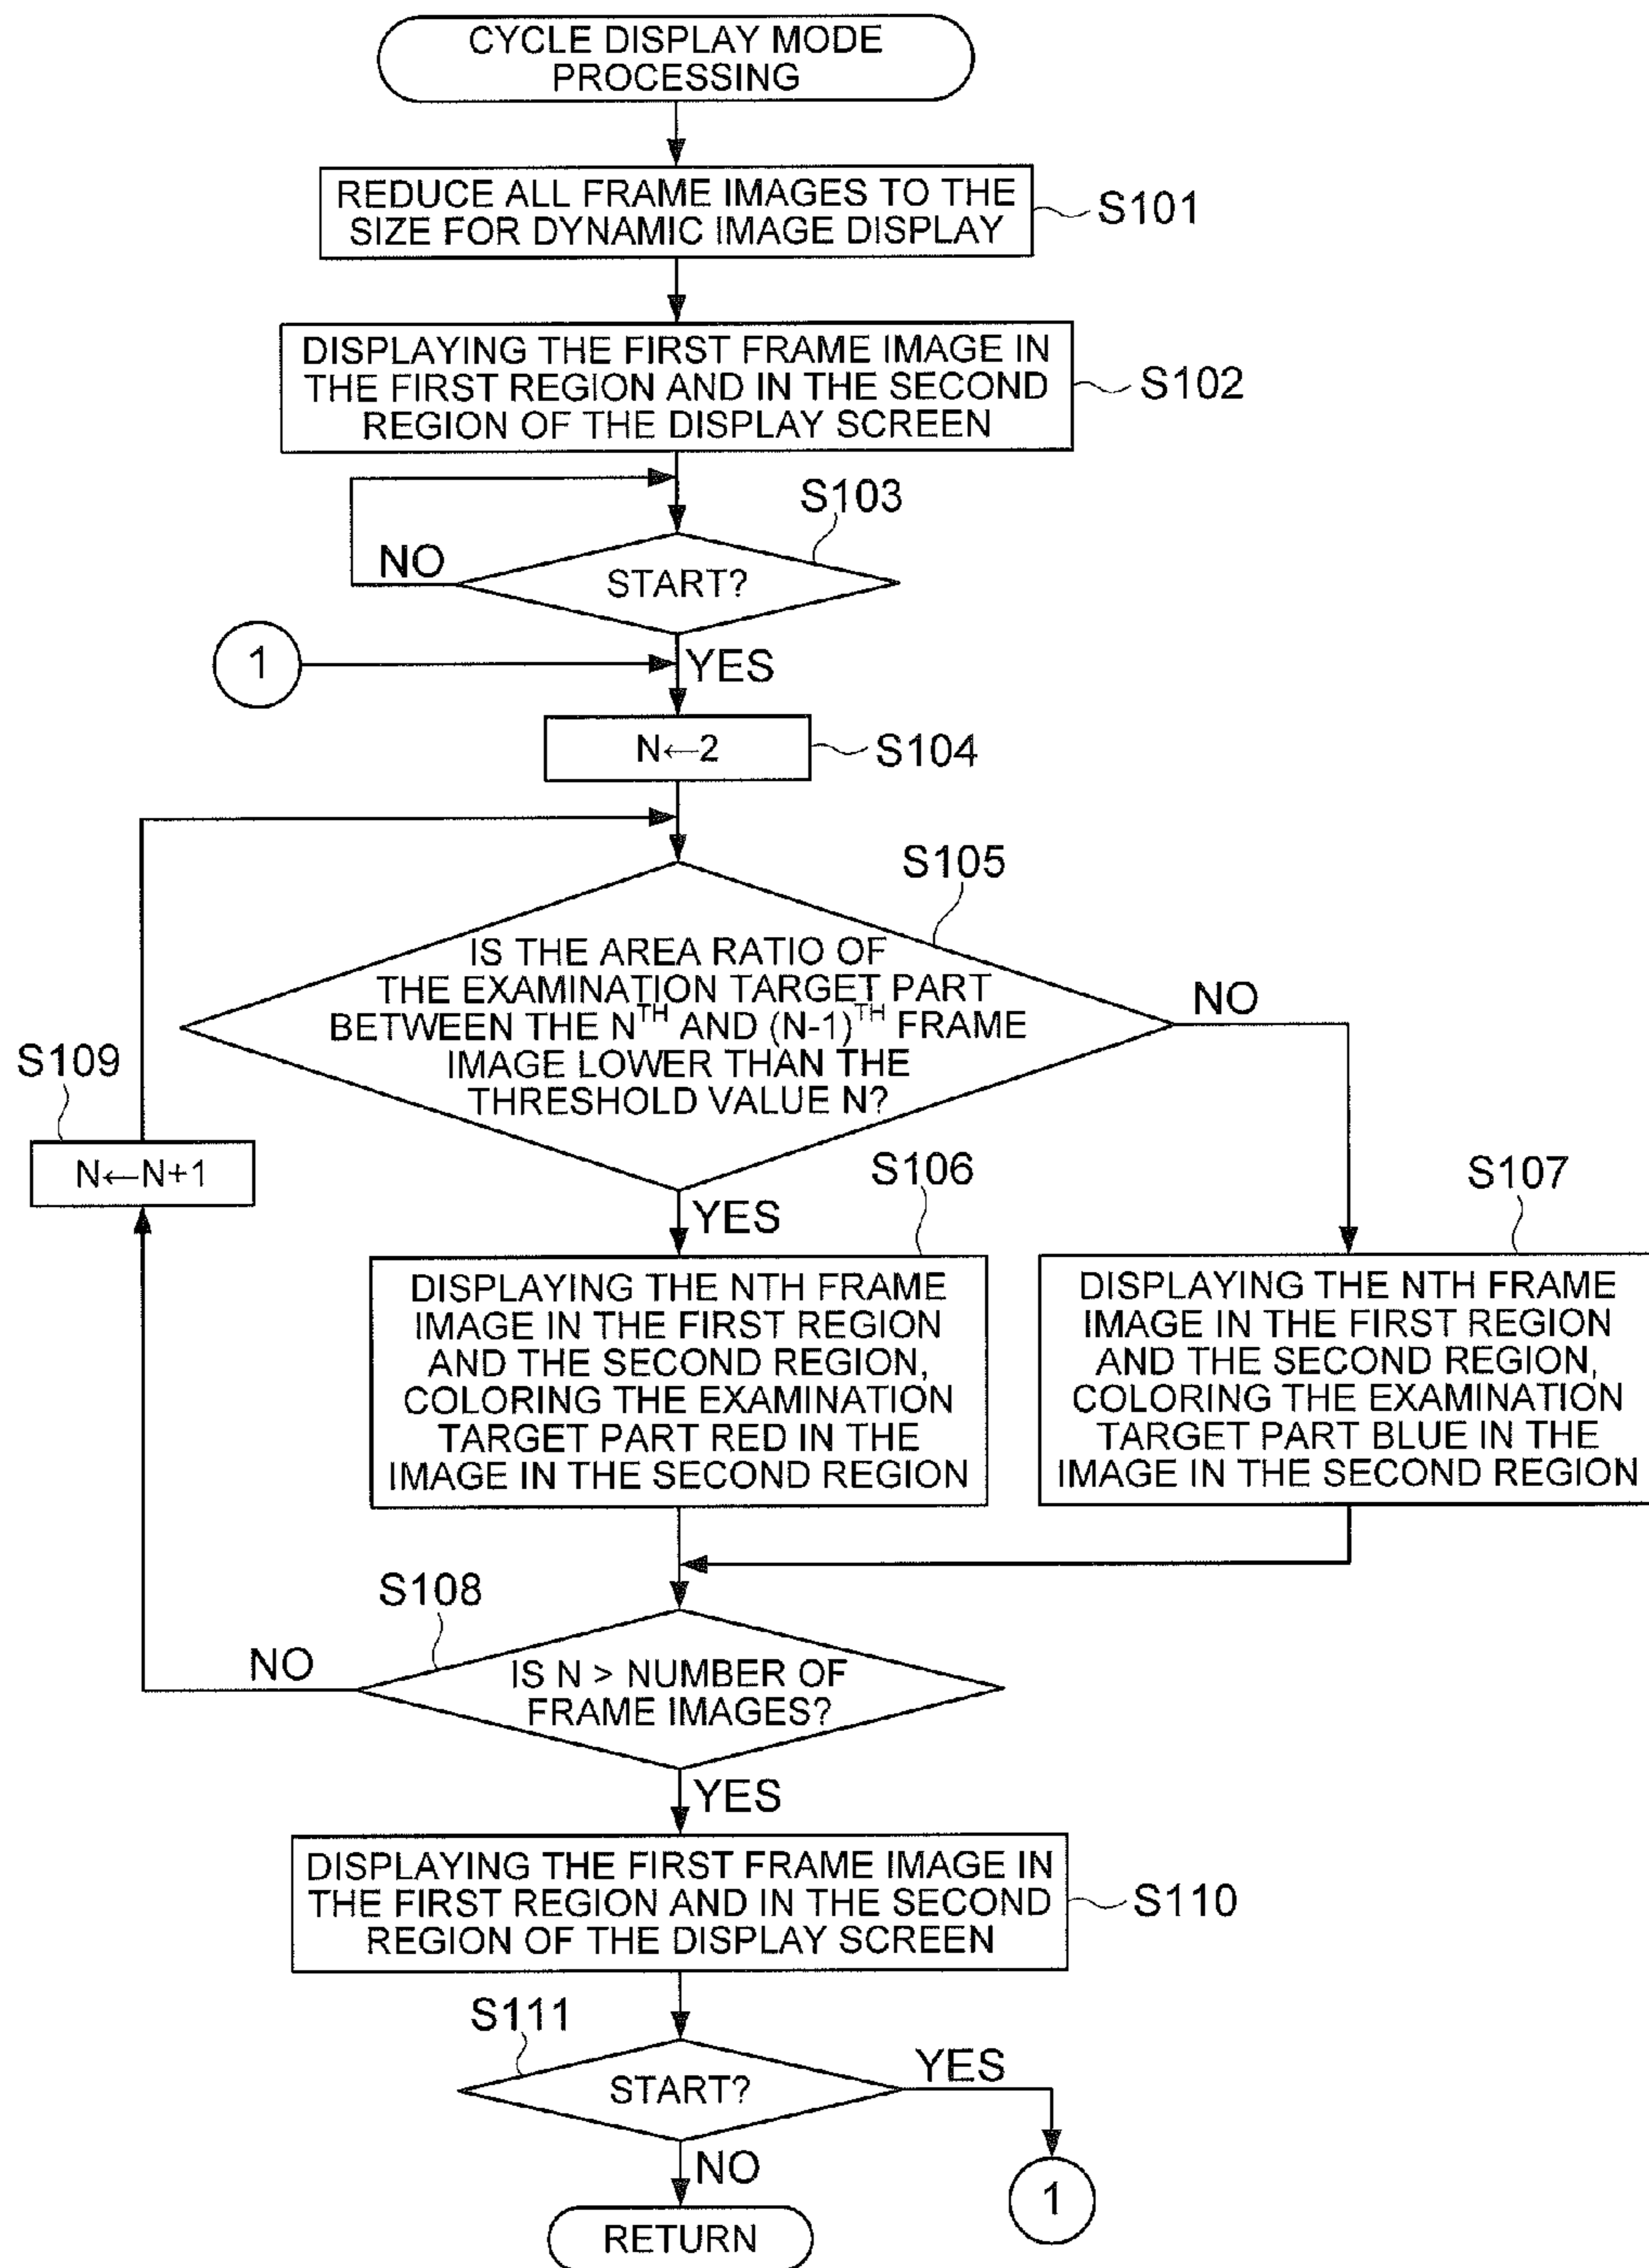 CYCLE DISPLAY MODE
PROCESSING
REDUCE ALL FRAME IMAGES TO THE
SIZE FOR DYNAMIC IMAGE DISPLAY
S101
DISPLAYING THE FIRST FRAME IMAGE IN
THE FIRST REGION AND IN THE SECOND
REGION OF THE DISPLAY SCREEN
S102
S103
NO
START?
1
YES
N←2
S104
S105
IS THE AREA RATIO OF
THE EXAMINATION TARGET PART
BETWEEN THE N^TH AND (N-1)^TH FRAME
IMAGE LOWER THAN THE
THRESHOLD VALUE N?
NO
S109
N←N+1
YES
S106
S107
DISPLAYING THE NTH FRAME
IMAGE IN THE FIRST REGION
AND THE SECOND REGION,
COLORING THE EXAMINATION
TARGET PART RED IN THE
IMAGE IN THE SECOND REGION
DISPLAYING THE NTH FRAME
IMAGE IN THE FIRST REGION
AND THE SECOND REGION,
COLORING THE EXAMINATION
TARGET PART BLUE IN THE
IMAGE IN THE SECOND REGION
S108
NO
IS N > NUMBER OF
FRAME IMAGES?
YES
DISPLAYING THE FIRST FRAME IMAGE IN
THE FIRST REGION AND IN THE SECOND
REGION OF THE DISPLAY SCREEN
S110
S111
START?
YES
NO
1
RETURN